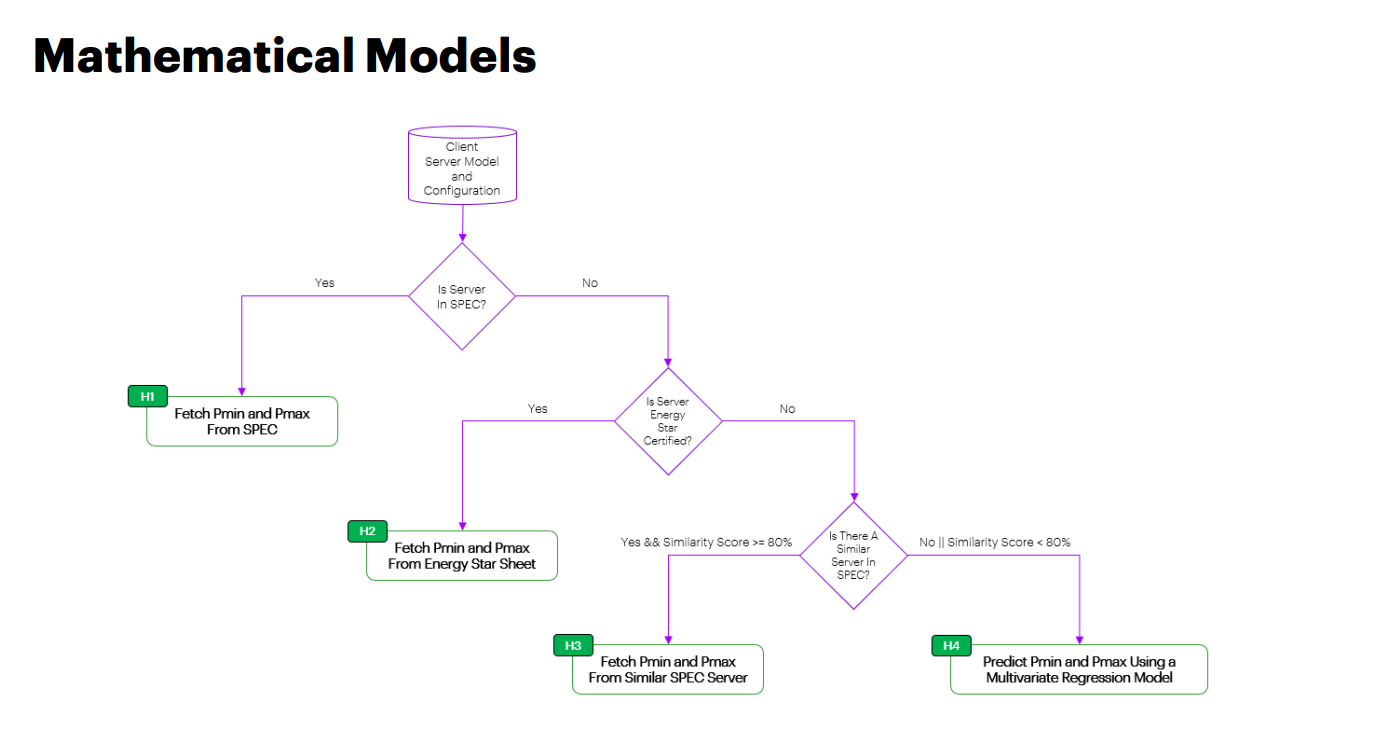 Mathematical Models
Client
Server Model
and
Configuration
Is Server
In SPEC?
Yes
No
H1
Fetch Pmin and Pmax
From SPEC
Is Server
Energy
Star
Certified?
Yes
No
H2
Fetch Pmin and Pmax
From Energy Star Sheet
Is There A
Similar
Server In
SPEC?
Yes && Similarity Score >= 80%
No || Similarity Score < 80%
H3
Fetch Pmin and Pmax
From Similar SPEC Server
H4
Predict Pmin and Pmax Using a
Multivariate Regression Model